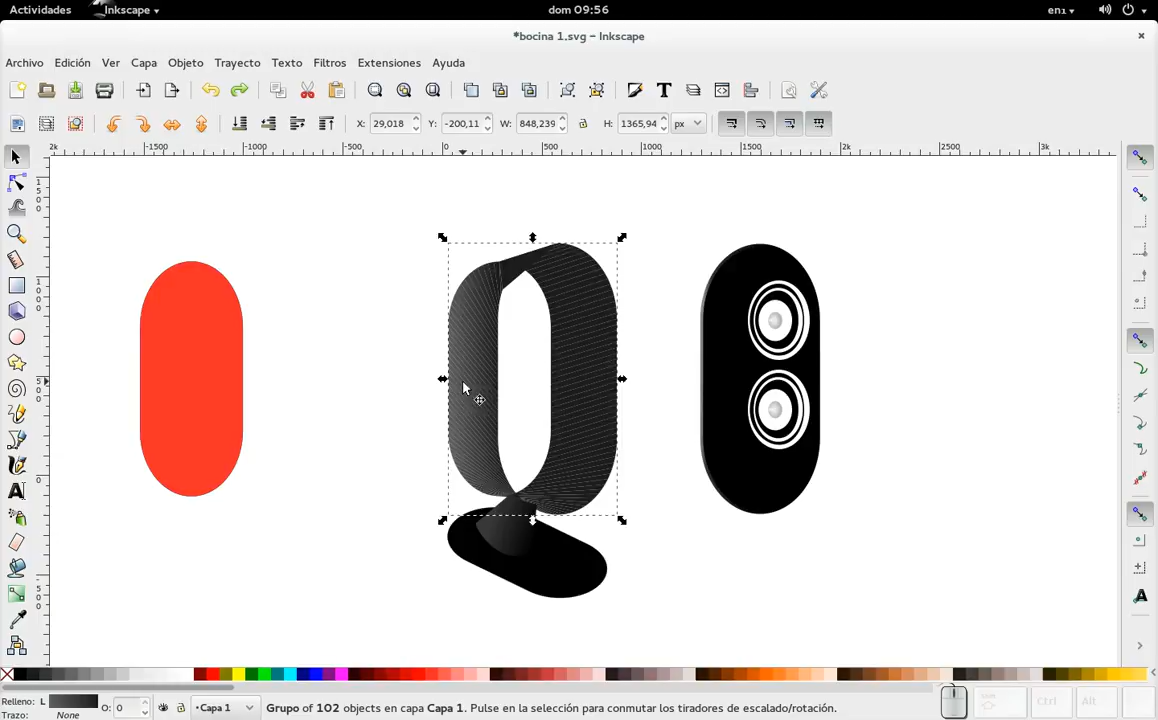 Actividades Inkscape dom 09:56 en1
*bocina 1.svg – Inkscape
Archivo Edición Ver Capa Objeto Trayecto Texto Filtros Extensiones Ayuda
X: 29,018 Y: -200,11 W: 848,239 H: 1365,94 px
2k -1500 -1000 -500 0 500 1000 1500 2k 2500 3k
Relleno: L O: 0 Capa 1 Grupo of 102 objects en capa Capa 1. Pulse en la selección para conmutar los tiradores de escalado/rotación.
Trazo: None
Ctrl Alt